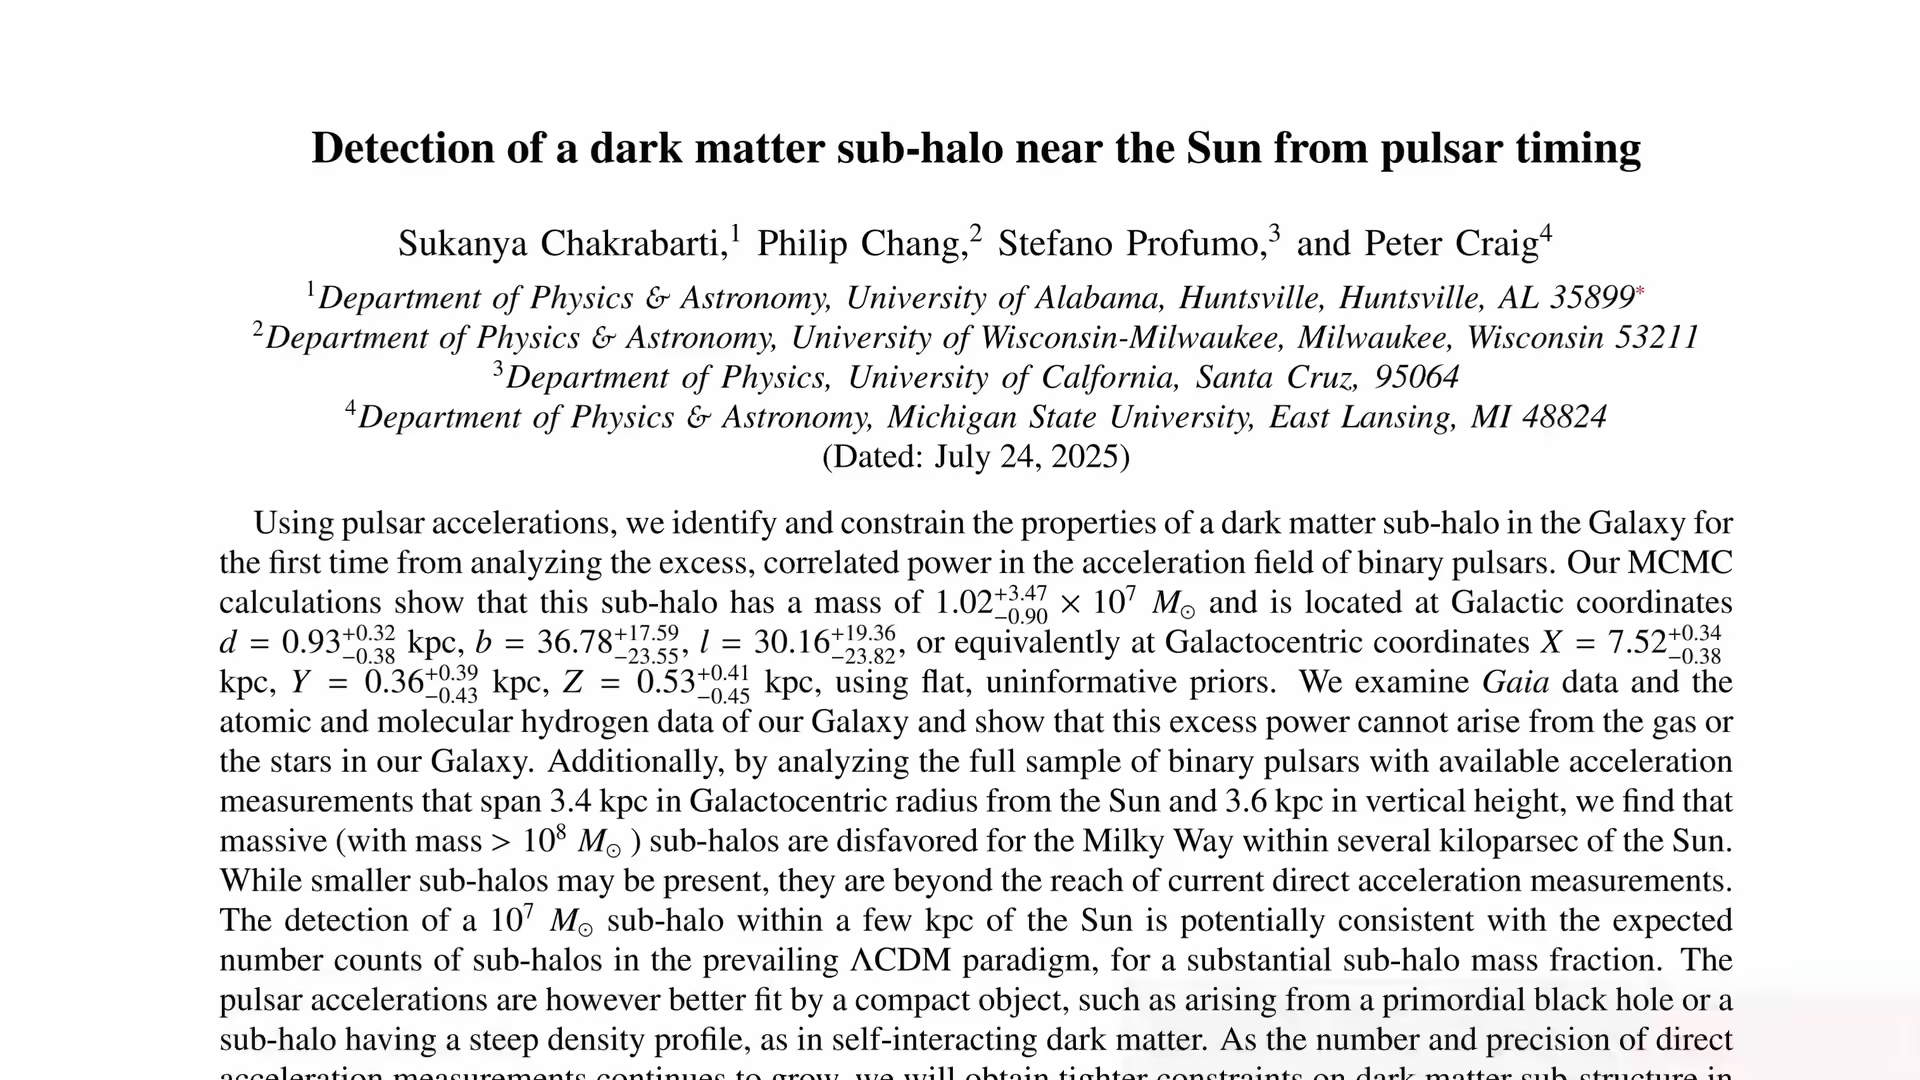 Detection of a dark matter sub-halo near the Sun from pulsar timing
Sukanya Chakrabarti,¹ Philip Chang,² Stefano Profumo,³ and Peter Craig⁴
¹Department of Physics & Astronomy, University of Alabama, Huntsville, Huntsville, AL 35899*
²Department of Physics & Astronomy, University of Wisconsin-Milwaukee, Milwaukee, Wisconsin 53211
³Department of Physics, University of Calfornia, Santa Cruz, 95064
⁴Department of Physics & Astronomy, Michigan State University, East Lansing, MI 48824
(Dated: July 24, 2025)
Using pulsar accelerations, we identify and constrain the properties of a dark matter sub-halo in the Galaxy for
the first time from analyzing the excess, correlated power in the acceleration field of binary pulsars. Our MCMC
calculations show that this sub-halo has a mass of 1.02+3.47−0.90 × 10⁷ M⊙ and is located at Galactic coordinates
d = 0.93+0.32−0.38 kpc, b = 36.78+17.59−23.55, l = 30.16+19.36−23.82, or equivalently at Galactocentric coordinates X = 7.52+0.34−0.38
kpc, Y = 0.36+0.39−0.43 kpc, Z = 0.53+0.41−0.45 kpc, using flat, uninformative priors. We examine Gaia data and the
atomic and molecular hydrogen data of our Galaxy and show that this excess power cannot arise from the gas or
the stars in our Galaxy. Additionally, by analyzing the full sample of binary pulsars with available acceleration
measurements that span 3.4 kpc in Galactocentric radius from the Sun and 3.6 kpc in vertical height, we find that
massive (with mass > 10⁸ M⊙ ) sub-halos are disfavored for the Milky Way within several kiloparsec of the Sun.
While smaller sub-halos may be present, they are beyond the reach of current direct acceleration measurements.
The detection of a 10⁷ M⊙ sub-halo within a few kpc of the Sun is potentially consistent with the expected
number counts of sub-halos in the prevailing ΛCDM paradigm, for a substantial sub-halo mass fraction. The
pulsar accelerations are however better fit by a compact object, such as arising from a primordial black hole or a
sub-halo having a steep density profile, as in self-interacting dark matter. As the number and precision of direct
acceleration measurements continues to grow, we will obtain tighter constraints on dark matter sub-structure in